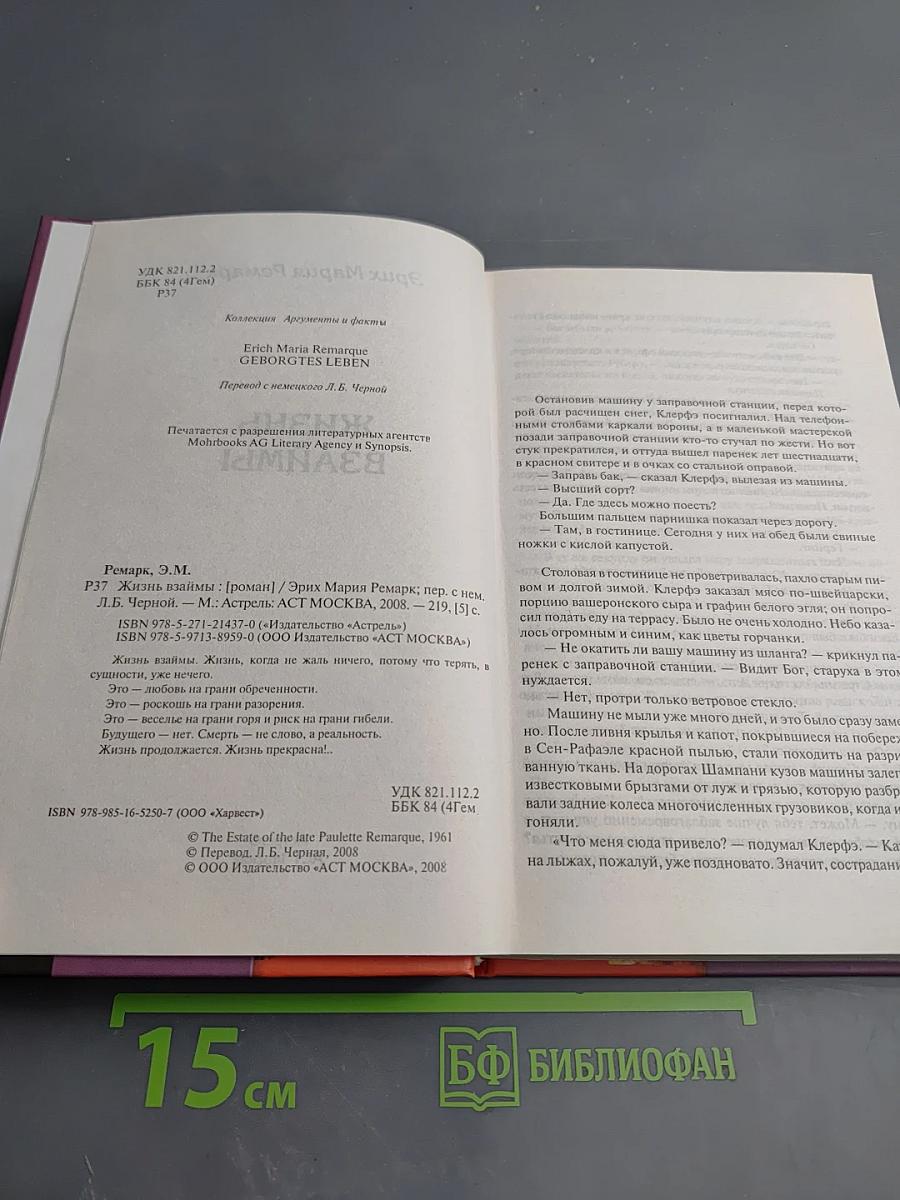 УДК 821.112.2
ББК 84 (4Гем)
Р37
Коллекция Аргументы и факты
Erich Maria Remarque
GEBORGTES LEBEN
Перевод с немецкого Л.Б. Черной
Печатается с разрешения литературных агентств
Mohrbooks AG Literary Agency и Synopsis.
Ремарк, Э.М.
Р37 Жизнь взаймы : [роман] / Эрих Мария Ремарк; пер. с нем.
Л.Б. Черной. — М.: Астрель: АСТ МОСКВА, 2008. — 219, [5] с.
ISBN 978-5-271-21437-0 («Издательство «Астрель»)
ISBN 978-5-9713-8959-0 (ООО Издательство «АСТ МОСКВА»)
Жизнь взаймы. Жизнь, когда не жаль ничего, потому что терять, в
сущности, уже нечего.
Это — любовь на грани обреченности.
Это — роскошь на грани разорения.
Это — веселье на грани горя и риск на грани гибели.
Будущего — нет. Смерть — не слово, а реальность.
Жизнь продолжается. Жизнь прекрасна!..
УДК 821.112.2
ББК 84 (4Гем
ISBN 978-985-16-5250-7 (ООО «Харвест»)
© The Estate of the late Paulette Remarque, 1961
© Перевод. Л.Б. Черная, 2008
© ООО Издательство «АСТ МОСКВА», 2008
Остановив машину у заправочной станции, перед кото-
рой был расчищен снег, Клерфэ посигналил. Над телефон-
ными столбами каркали вороны, а в маленькой мастерской
позади заправочной станции кто-то стучал по жести. Но вот
стук прекратился, и оттуда вышел паренек лет шестнадцати,
в красном свитере и в очках со стальной оправой.
— Заправь бак, — сказал Клерфэ, вылезая из машины.
— Высший сорт?
— Да. Где здесь можно поесть?
Большим пальцем парнишка показал через дорогу.
— Там, в гостинице. Сегодня у них на обед были свиные
ножки с кислой капустой.
Столовая в гостинице не проветривалась, пахло старым пи-
вом и долгой зимой. Клерфэ заказал мясо по-швейцарски,
порцию вашеронского сыра и графин белого эгля; он попро-
сил подать еду на террасу. Было не очень холодно. Небо каза-
лось огромным и синим, как цветы горчанки.
— Не окатить ли вашу машину из шланга? — крикнул па-
ренек с заправочной станции. — Видит Бог, старуха в этом
нуждается.
— Нет, протри только ветровое стекло.
Машину не мыли уже много дней, и это было сразу заме
но. После ливня крылья и капот, покрывшиеся на побереж
в Сен-Рафаэле красной пылью, стали походить на разри
ванную ткань. На дорогах Шампани кузов машины залеп
известковыми брызгами от луж и грязью, которую разбр
вали задние колеса многочисленных грузовиков, когда и
гоняли.
«Что меня сюда привело? — подумал Клерфэ. — Ка
на лыжах, пожалуй, уже поздновато. Значит, сострадани
15 см
БФ БИБЛИОФАН